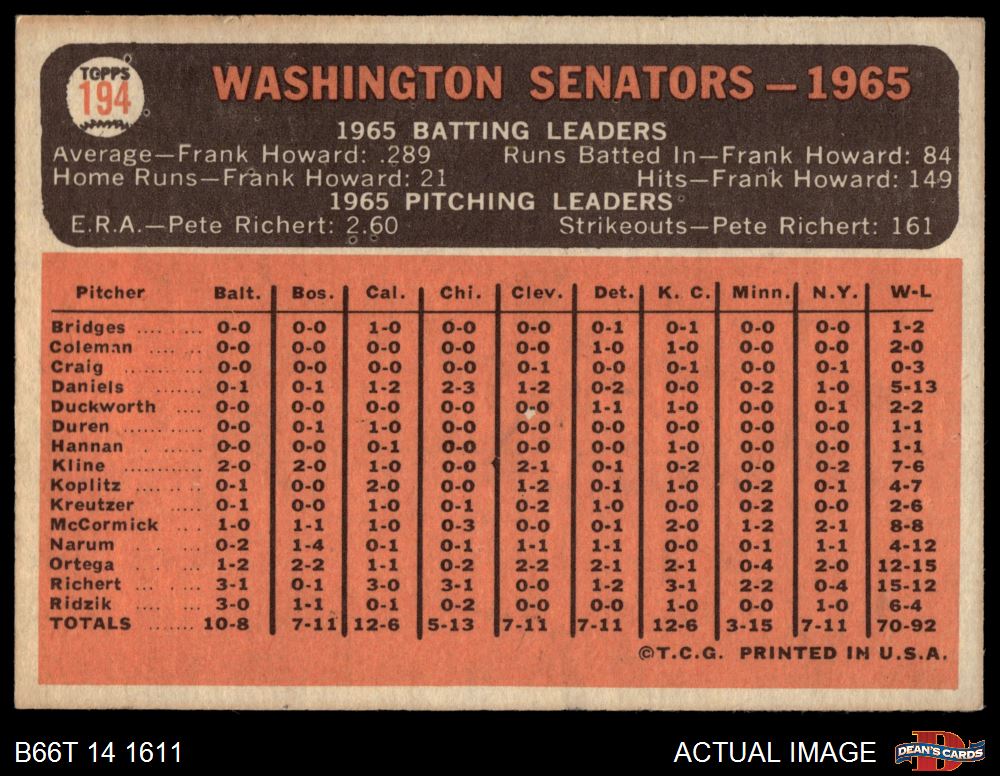 TOPPS
194
WASHINGTON SENATORS — 1965
1965 BATTING LEADERS
Average—Frank Howard: .289 Runs Batted In—Frank Howard: 84
Home Runs—Frank Howard: 21 Hits—Frank Howard: 149
1965 PITCHING LEADERS
E.R.A.—Pete Richert: 2.60 Strikeouts—Pete Richert: 161
Pitcher Balt. Bos. Cal. Chi. Clev. Det. K. C. Minn. N.Y. W-L
Bridges ........ 0-0 0-0 1-0 0-0 0-0 0-1 0-1 0-0 0-0 1-2
Coleman .... .... 0-0 0-0 0-0 0-0 0-0 1-0 1-0 0-0 0-0 2-0
Craig .......... 0-0 0-0 0-0 0-0 0-1 0-0 0-1 0-0 0-1 0-3
Daniels ........ 0-1 0-1 1-2 2-3 1-2 0-2 0-0 0-2 1-0 5-13
Duckworth .... 0-0 0-0 0-0 0-0 0-0 1-1 1-0 0-0 0-1 2-2
Duren .... .... 0-0 0-1 1-0 0-0 0-0 0-0 0-0 0-0 0-0 1-1
Hannan .... .... 0-0 0-0 0-1 0-0 0-0 0-0 1-0 0-0 0-0 1-1
Kline .......... 2-0 2-0 1-0 0-0 2-1 0-1 0-2 0-0 0-2 7-6
Koplitz .... .. .. 0-1 0-0 2-0 0-0 1-2 0-1 1-0 0-2 0-1 4-7
Kreutzer .... .. 0-1 0-0 1-0 0-1 0-2 1-0 0-0 0-2 0-0 2-6
McCormick .... 1-0 1-1 1-0 0-3 0-0 0-1 2-0 1-2 2-1 8-8
Narum .... .... 0-2 1-4 0-1 0-1 1-1 1-1 0-0 0-1 1-1 4-12
Ortega .... .... 1-2 2-2 1-1 0-2 2-2 2-1 2-1 0-4 2-0 12-15
Richert .... .... 3-1 0-1 3-0 3-1 0-0 1-2 3-1 2-2 0-4 15-12
Ridzik .... .... 3-0 1-1 0-1 0-2 0-0 0-0 1-0 0-0 1-0 6-4
TOTALS ....... 10-8 7-11 12-6 5-13 7-11 7-11 12-6 3-15 7-11 70-92
©T.C.G. PRINTED IN U.S.A.
B66T 14 1611 ACTUAL IMAGE DEAN'S CARDS